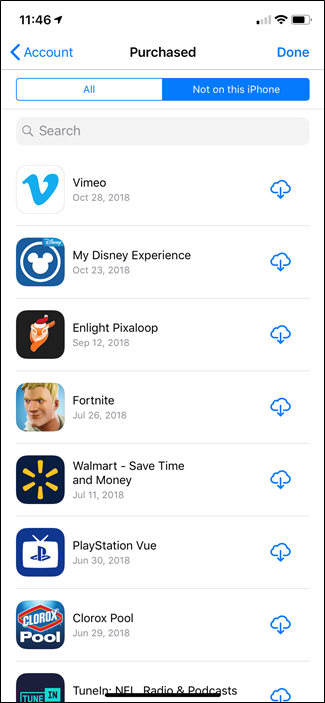 11:46
Account
Purchased
Done
All
Not on this iPhone
Search
Vimeo
Oct 28, 2018
Disney
My Disney Experience
Oct 23, 2018
Enlight Pixaloop
Sep 12, 2018
Fortnite
Jul 26, 2018
Walmart - Save Time
and Money
Jul 11, 2018
PlayStation Vue
Jun 30, 2018
CLOROX
Pool
Clorox Pool
Jun 29, 2018
TUNE IN
TuneIn: NFL, Radio & Podcasts